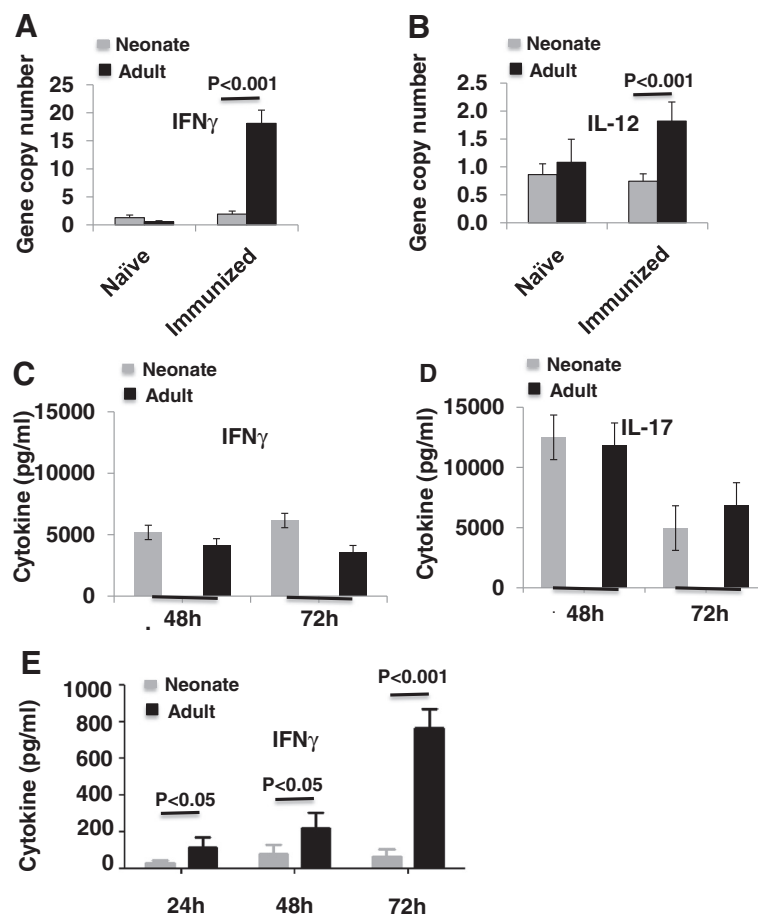 A
Neonate
Adult
Gene copy number
25
20
15
10
5
0
P<0.001
IFNγ
Naïve
Immunized
B
Neonate
Adult
Gene copy number
2.5
2.0
1.5
1.0
0.5
0.0
P<0.001
IL-12
Naïve
Immunized
C
Neonate
Adult
Cytokine (pg/ml)
15000
10000
5000
0
IFNγ
48h
72h
D
Neonate
Adult
Cytokine (pg/ml)
15000
10000
5000
0
IL-17
48h
72h
E
Neonate
Adult
Cytokine (pg/ml)
1000
800
600
400
200
0
IFNγ
P<0.05
P<0.05
P<0.001
24h
48h
72h